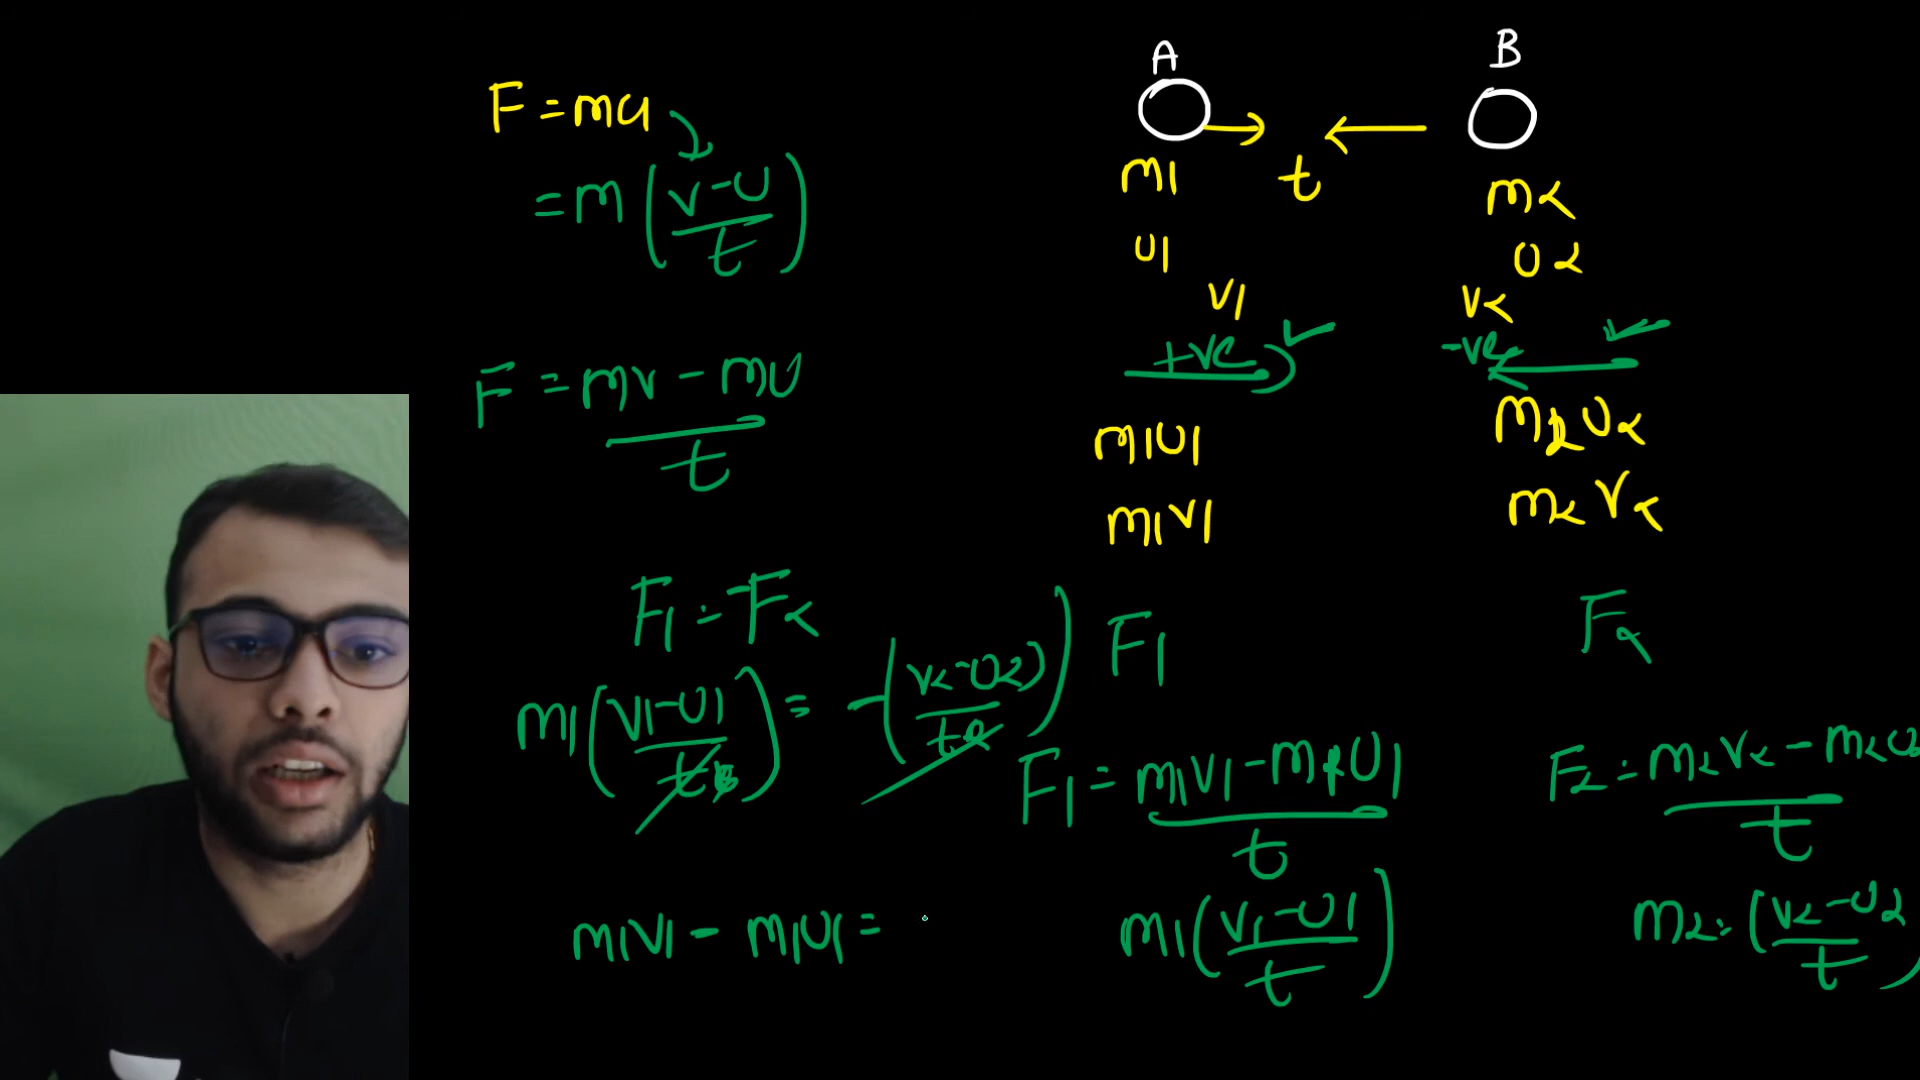 F = ma
= m (v - u / t)
F = mv - mu / t
A B
t
m1 m2
u1 u2
v1 v2
+ve -ve
m1u1 m2u2
m1v1 m2v2
F1 = -F2
m1 (v1 - u1 / t) = -(v2 - u2) / t)
m1v1 - m1u1 =
F1 F2
F1 = m1v1 - m1u1 / t
F2 = m2v2 - m2u / t
m1 (v1 - u1 / t)
m2 = (v2 - u2 / t)